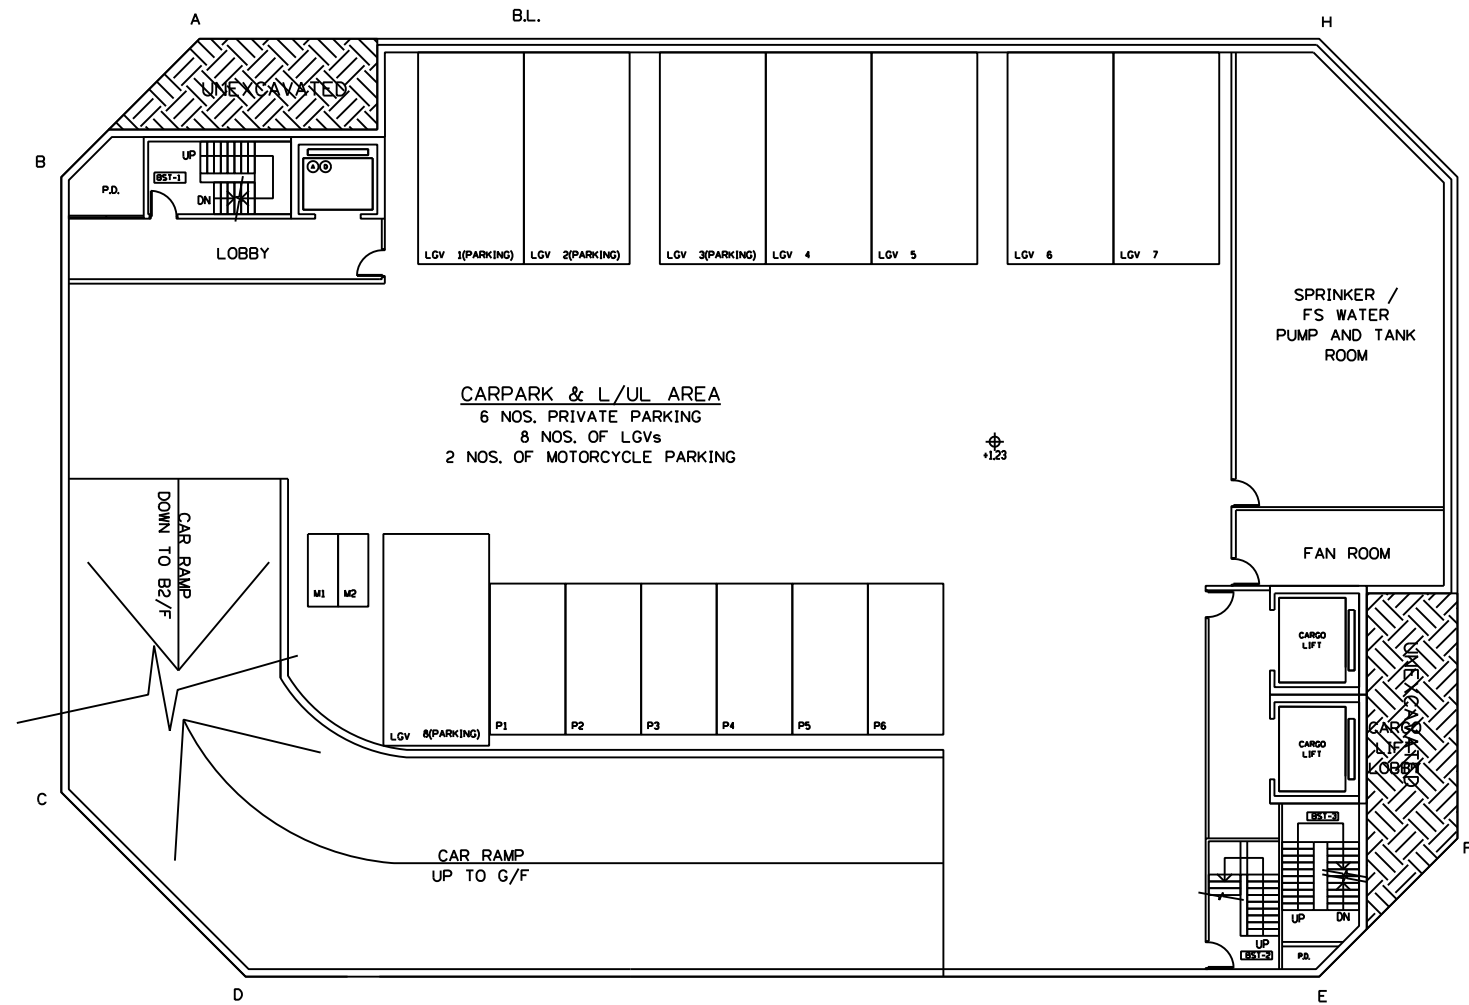 A
B.L.
H
UNEXCAVATED
B
UP
BST-1
P.D.
DN
A D
LOBBY
LGV 1(PARKING)
LGV 2(PARKING)
LGV 3(PARKING)
LGV 4
LGV 5
LGV 6
LGV 7
SPRINKER /
FS WATER
PUMP AND TANK
ROOM
CARPARK & L/UL AREA
6 NOS. PRIVATE PARKING
8 NOS. OF LGVs
2 NOS. OF MOTORCYCLE PARKING
+1.23
CAR RAMP
DOWN TO B2/F
FAN ROOM
M1
M2
CARGO
LIFT
UNEXCAVATED
LGV 8(PARKING)
P1
P2
P3
P4
P5
P6
CARGO
LIFT
CARGO
LIFT
LOBBY
C
BST-3
F
CAR RAMP
UP TO G/F
UP
DN
UP
BST-2
P.D.
D
E